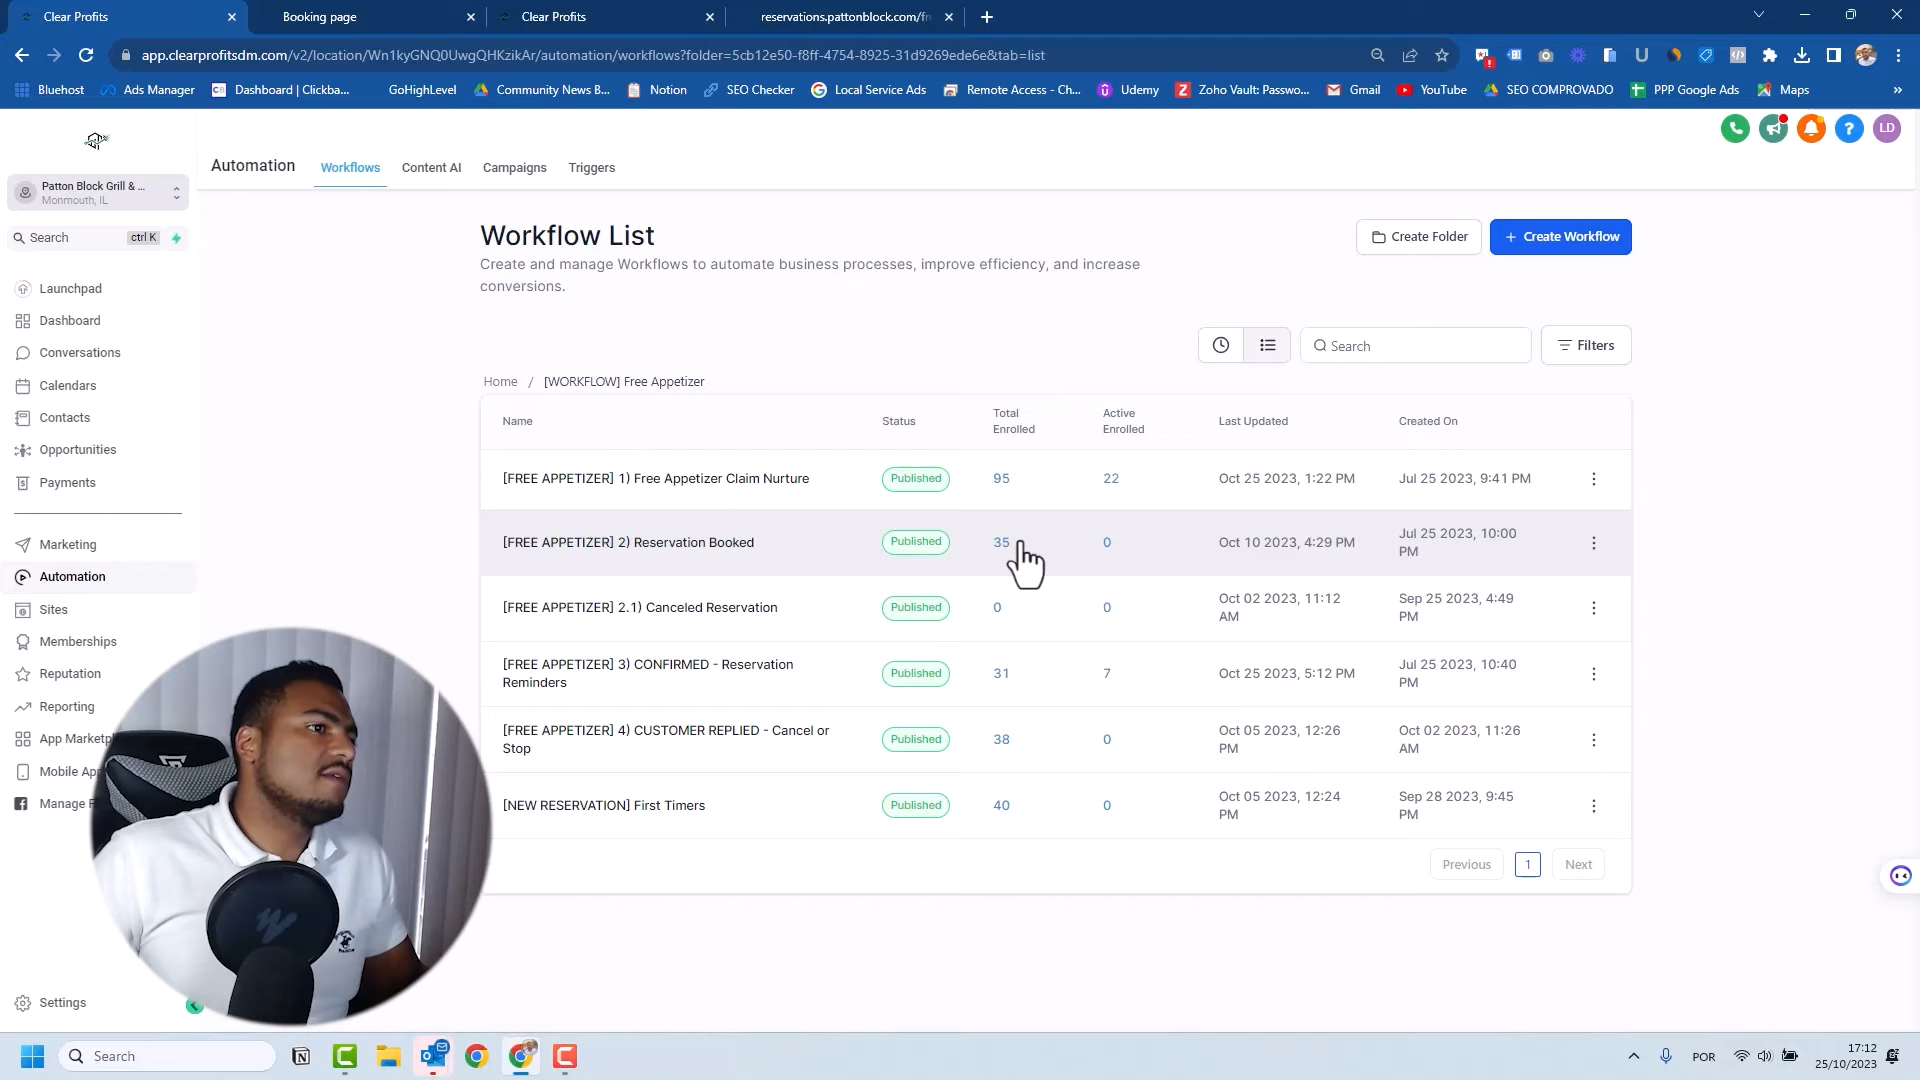 Clear Profits
Booking page
Clear Profits
reservations.pattonblock.com/fr
app.clearprofitsdm.com/v2/location/Wn1kyGNQ0UwgQHKzikAr/automation/workflows?folder=5cb12e50-f8ff-4754-8925-31d9269ede6e&tab=list
Bluehost
Ads Manager
Dashboard | Clickba...
GoHighLevel
Community News B...
Notion
SEO Checker
Local Service Ads
Remote Access - Ch...
Udemy
Zoho Vault: Passwo...
Gmail
YouTube
SEO COMPROVADO
PPP Google Ads
Maps
»
LD
Automation
Workflows
Content AI
Campaigns
Triggers
Patton Block Grill & ...
Monmouth, IL
Search
ctrl K
Launchpad
Dashboard
Conversations
Calendars
Contacts
Opportunities
Payments
Marketing
Automation
Sites
Memberships
Reputation
Reporting
App Marketpl
Mobile App
Manage F
Settings
Workflow List
Create and manage Workflows to automate business processes, improve efficiency, and increase
conversions.
Create Folder
+ Create Workflow
Search
Filters
Home / [WORKFLOW] Free Appetizer
Name
Status
Total
Enrolled
Active
Enrolled
Last Updated
Created On
[FREE APPETIZER] 1) Free Appetizer Claim Nurture
Published
95
22
Oct 25 2023, 1:22 PM
Jul 25 2023, 9:41 PM
[FREE APPETIZER] 2) Reservation Booked
Published
35
0
Oct 10 2023, 4:29 PM
Jul 25 2023, 10:00
PM
[FREE APPETIZER] 2.1) Canceled Reservation
Published
0
0
Oct 02 2023, 11:12
AM
Sep 25 2023, 4:49
PM
[FREE APPETIZER] 3) CONFIRMED - Reservation
Reminders
Published
31
7
Oct 25 2023, 5:12 PM
Jul 25 2023, 10:40
PM
[FREE APPETIZER] 4) CUSTOMER REPLIED - Cancel or
Stop
Published
38
0
Oct 05 2023, 12:26
PM
Oct 02 2023, 11:26
AM
[NEW RESERVATION] First Timers
Published
40
0
Oct 05 2023, 12:24
PM
Sep 28 2023, 9:45
PM
Previous
1
Next
Search
POR
17:12
25/10/2023